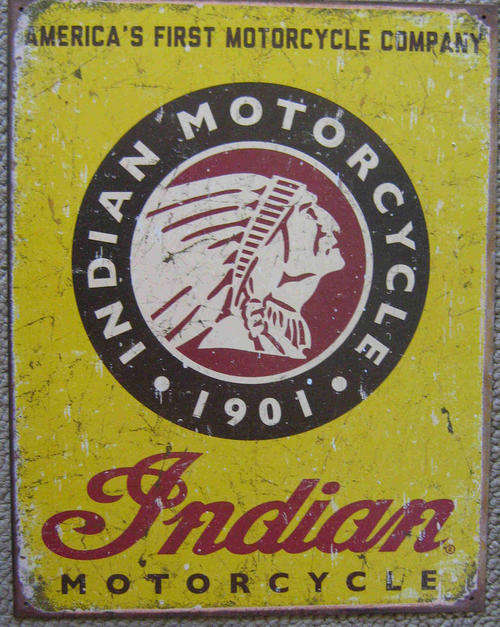 AMERICA'S FIRST MOTORCYCLE COMPANY
INDIAN MOTORCYCLE
• 1901 •
Indian®
MOTORCYCLE